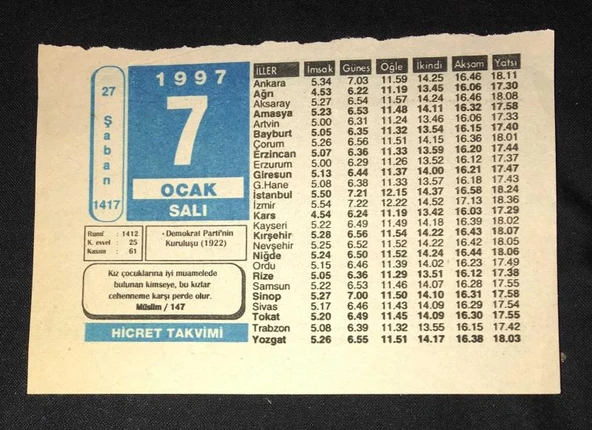 1997
27
Şaban
1417
7
OCAK
SALI
Rumî : 1412
K. evvel : 25
Kasım : 61
• Demokrat Parti'nin
Kuruluşu (1922)
Kız çocuklarına iyi muamelede
bulunan kimseye, bu kızlar
cehenneme karşı perde olur.
Müslim / 147
HİCRET TAKVİMİ
İLLER İmsak Güneş Öğle İkindi Akşam Yatsı
Ankara 5.34 7.03 11.59 14.25 16.46 18.11
Ağrı 4.53 6.22 11.19 13.45 16.06 17.30
Aksaray 5.27 6.54 11.57 14.24 16.46 18.08
Amasya 5.23 6.53 11.48 14.11 16.32 17.58
Artvin 5.00 6.31 11.24 13.46 16.06 17.33
Bayburt 5.05 6.35 11.32 13.54 16.15 17.40
Çorum 5.26 6.56 11.51 14.15 16.36 18.01
Erzincan 5.07 6.36 11.33 13.59 16.20 17.44
Erzurum 5.00 6.29 11.26 13.52 16.12 17.37
Giresun 5.13 6.44 11.37 14.00 16.21 17.47
G.Hane 5.08 6.38 11.33 13.57 16.18 17.43
İstanbul 5.50 7.21 12.15 14.37 16.58 18.24
İzmir 5.54 7.22 12.22 14.52 17.13 18.36
Kars 4.54 6.24 11.19 13.42 16.03 17.29
Kayseri 5.22 6.49 11.49 14.18 16.39 18.02
Kırşehir 5.28 6.56 11.54 14.22 16.43 18.07
Nevşehir 5.25 6.52 11.52 14.22 16.42 18.05
Niğde 5.24 6.50 11.52 14.24 16.44 18.06
Ordu 5.15 6.46 11.39 14.02 16.23 17.49
Rize 5.05 6.36 11.29 13.51 16.12 17.38
Samsun 5.22 6.53 11.46 14.07 16.28 17.55
Sinop 5.27 7.00 11.50 14.10 16.31 17.58
Sivas 5.17 6.46 11.43 14.09 16.29 17.54
Tokat 5.20 6.49 11.45 14.09 16.30 17.55
Trabzon 5.08 6.39 11.32 13.55 16.15 17.42
Yozgat 5.26 6.55 11.51 14.17 16.38 18.03